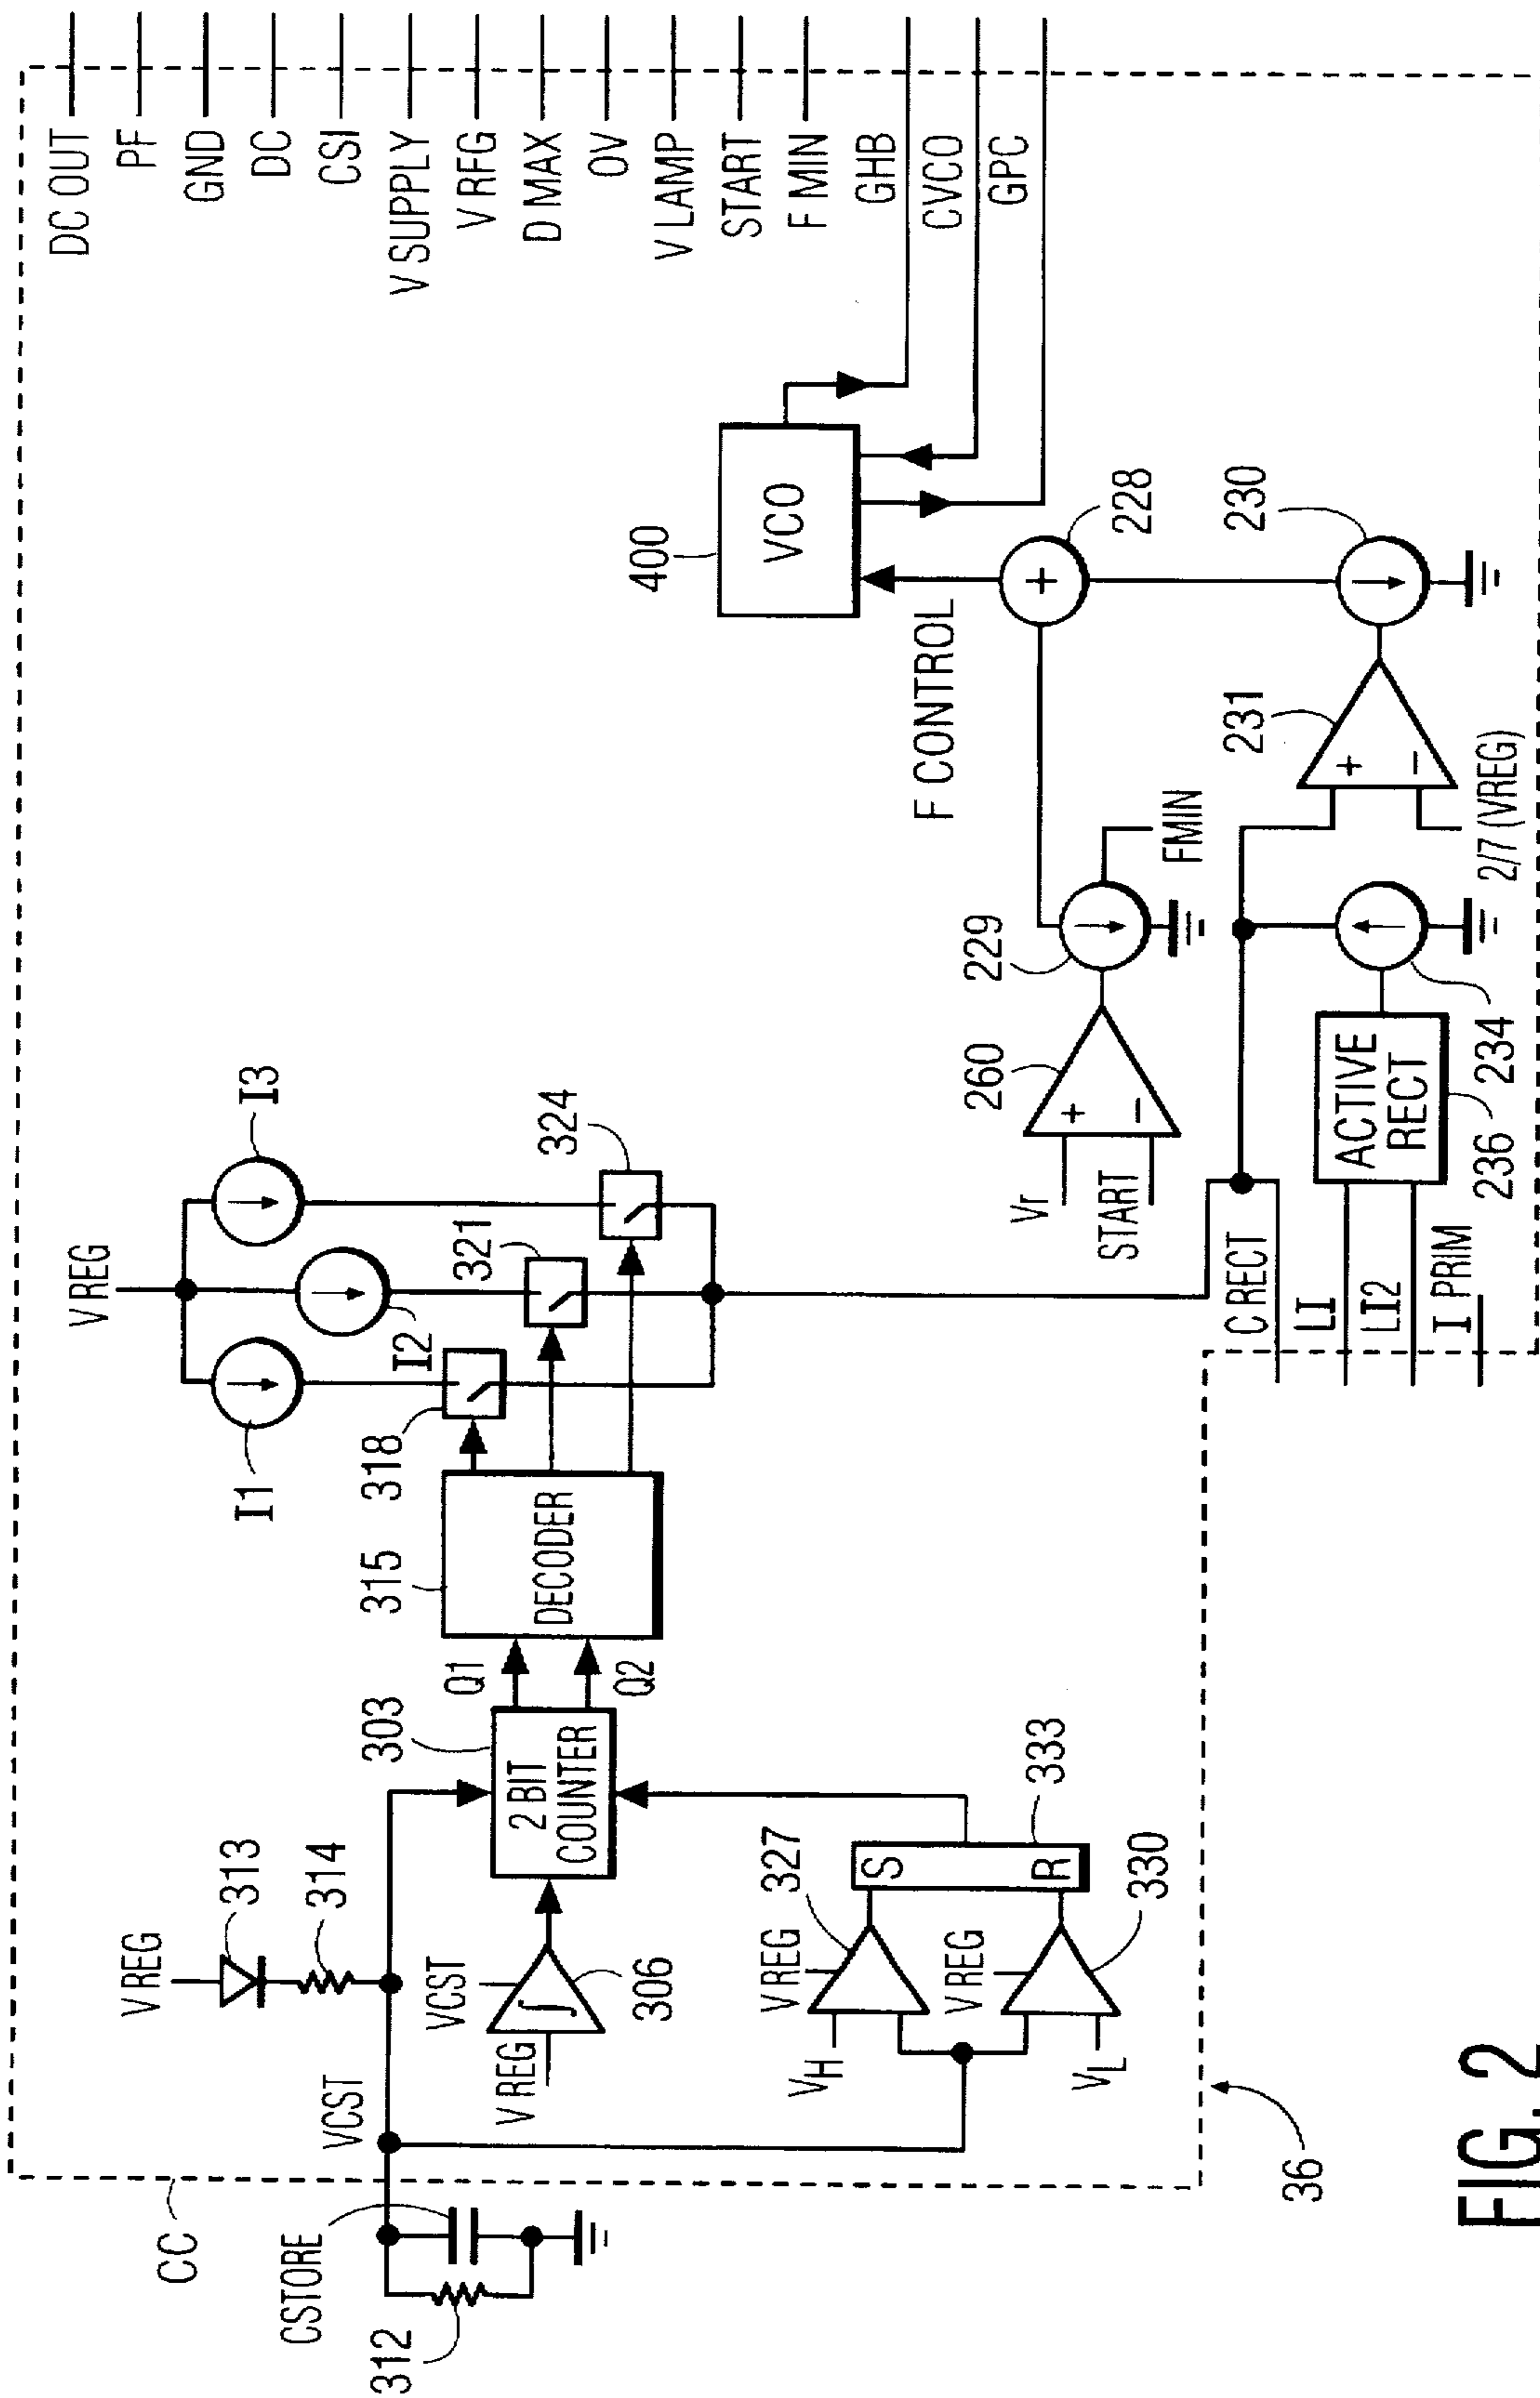 DC OUT
PF
GND
DC
CSI
V SUPPLY
V RFG
D MAX
OV
V LAMP
START
F MIN
GHB
CVCO
GPC
400
VCO
F CONTROL
+
228
230
231
+
−
2/7 (VREG)
FMIN
229
260
+
−
Vr
START
234
ACTIVE
RECT
236
C RECT
LI
LI2
I PRIM
V REG
I3
I2
I1
324
321
318
315
DECODER
Q1
Q2
303
2 BIT
COUNTER
V REG
313
314
VCST
V REG
306
VCST
333
S
R
327
V REG
330
V REG
VH
VL
CC
CSTORE
312
36
FIG. 2